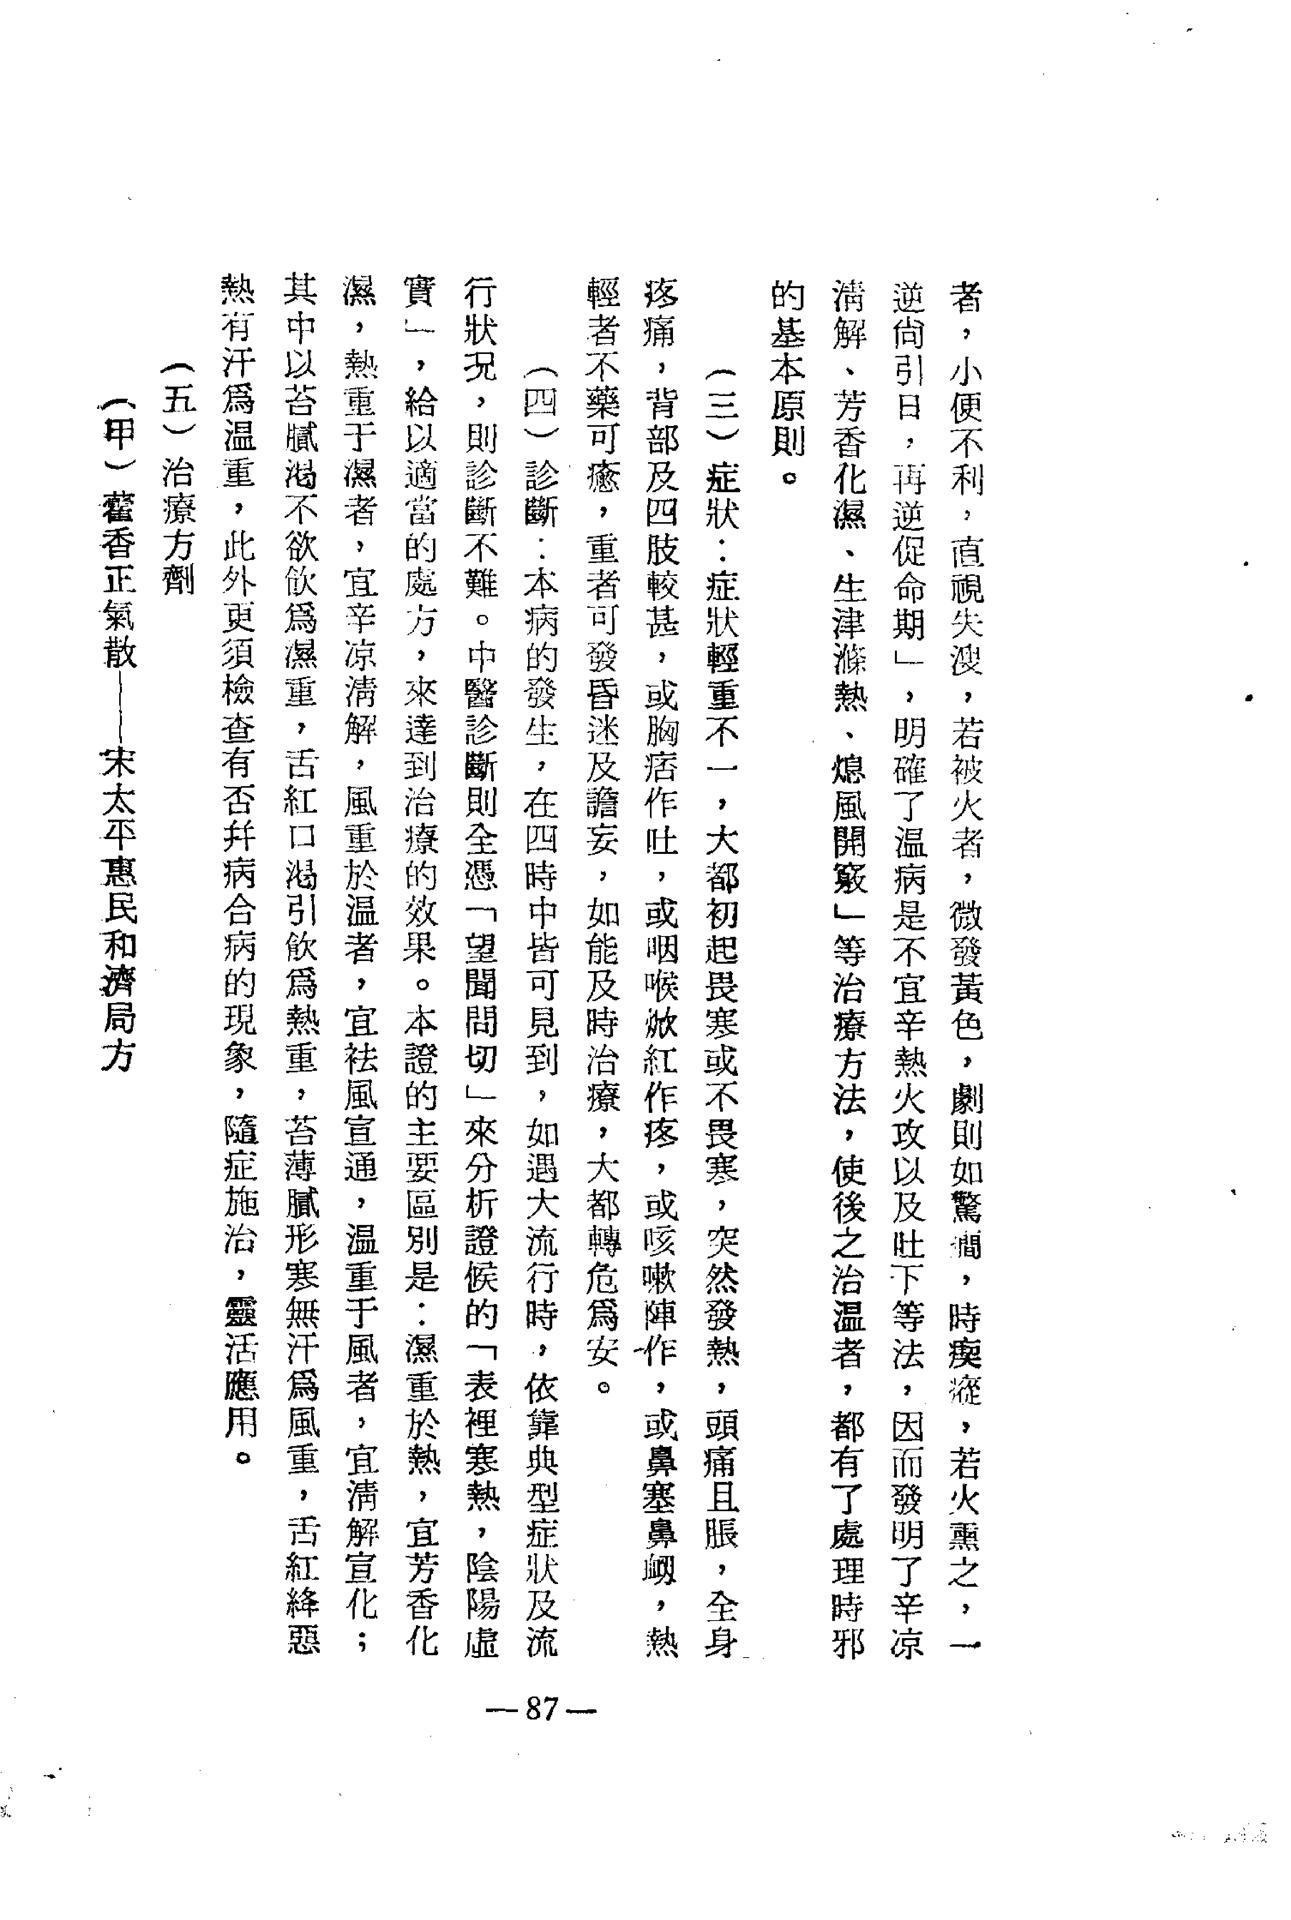 者，小便不利，直視失溲，若被火者，微發黃色，劇則如驚癇，時瘈瘲，若火熏之，一
逆尙引日，再逆促命期」，明確了温病是不宜辛熱火攻以及吐下等法，因而發明了辛凉
淸解、芳香化濕、生津滌熱、熄風開竅」等治療方法，使後之治温者，都有了處理時邪
的基本原則。
（三）症狀：症狀輕重不一，大都初起畏寒或不畏寒，突然發熱，頭痛且脹，全身
疼痛，背部及四肢較甚，或胸痞作吐，或咽喉焮紅作疼，或咳嗽陣作，或鼻塞鼻衂，熱
輕者不藥可癒，重者可發昏迷及譫妄，如能及時治療，大都轉危爲安。
（四）診斷：本病的發生，在四時中皆可見到，如遇大流行時，依靠典型症狀及流
行狀況，則診斷不難。中醫診斷則全憑「望聞問切」來分析證候的「表裡寒熱，陰陽虛
實」，給以適當的處方，來達到治療的效果。本證的主要區別是：濕重於熱，宜芳香化
濕，熱重于濕者，宜辛凉淸解，風重於温者，宜祛風宣通，温重于風者，宜淸解宣化；
其中以苔膩渴不欲飮爲濕重，舌紅口渴引飮爲熱重，苔薄膩形寒無汗爲風重，舌紅絳惡
熱有汗爲温重，此外更須檢查有否幷病合病的現象，隨症施治，靈活應用。
（五）治療方劑
（甲）藿香正氣散——宋太平惠民和濟局方
—87—